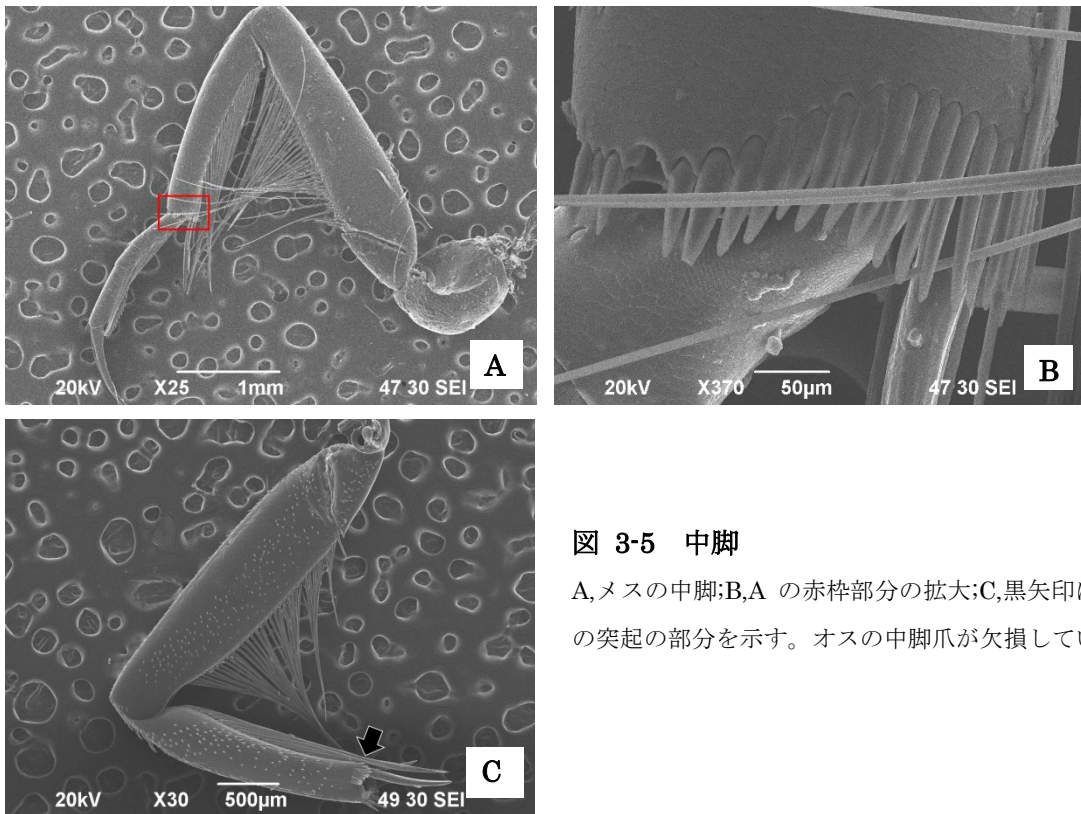 A
20kV X25 1mm 47 30 SEI
B
20kV X370 50μm 47 30 SEI
C
20kV X30 500μm 49 30 SEI
図 3-5 中脚
A,メスの中脚;B,A の赤枠部分の拡大;C,黒矢印は
の突起の部分を示す。オスの中脚爪が欠損してい